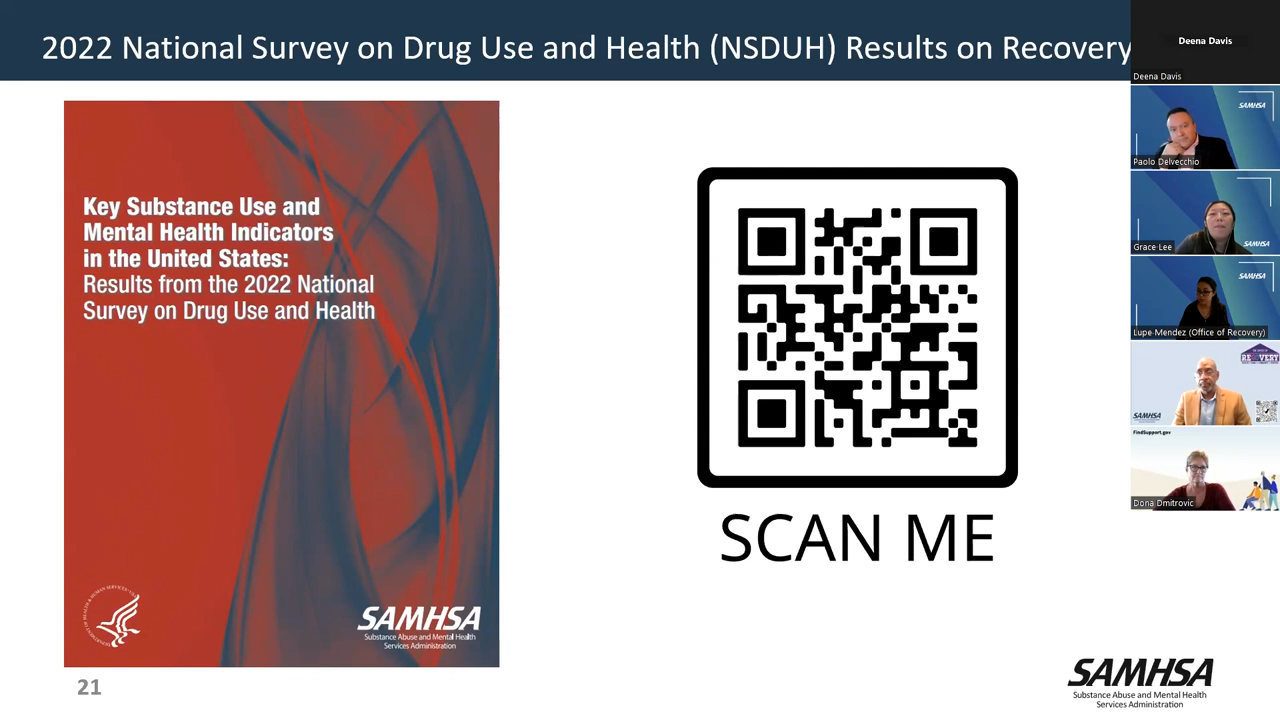 2022 National Survey on Drug Use and Health (NSDUH) Results on Recovery
Key Substance Use and
Mental Health Indicators
in the United States:
Results from the 2022 National
Survey on Drug Use and Health
SAMHSA
Substance Abuse and Mental Health
Services Administration
SCAN ME
21
SAMHSA
Substance Abuse and Mental Health
Services Administration
Deena Davis
Deena Davis
SAMHSA
Paolo Delvecchio
Grace Lee
SAMHSA
SAMHSA
Lupe Mendez (Office of Recovery)
SAMHSA
FindSupport.gov
Dona Dmitrovic